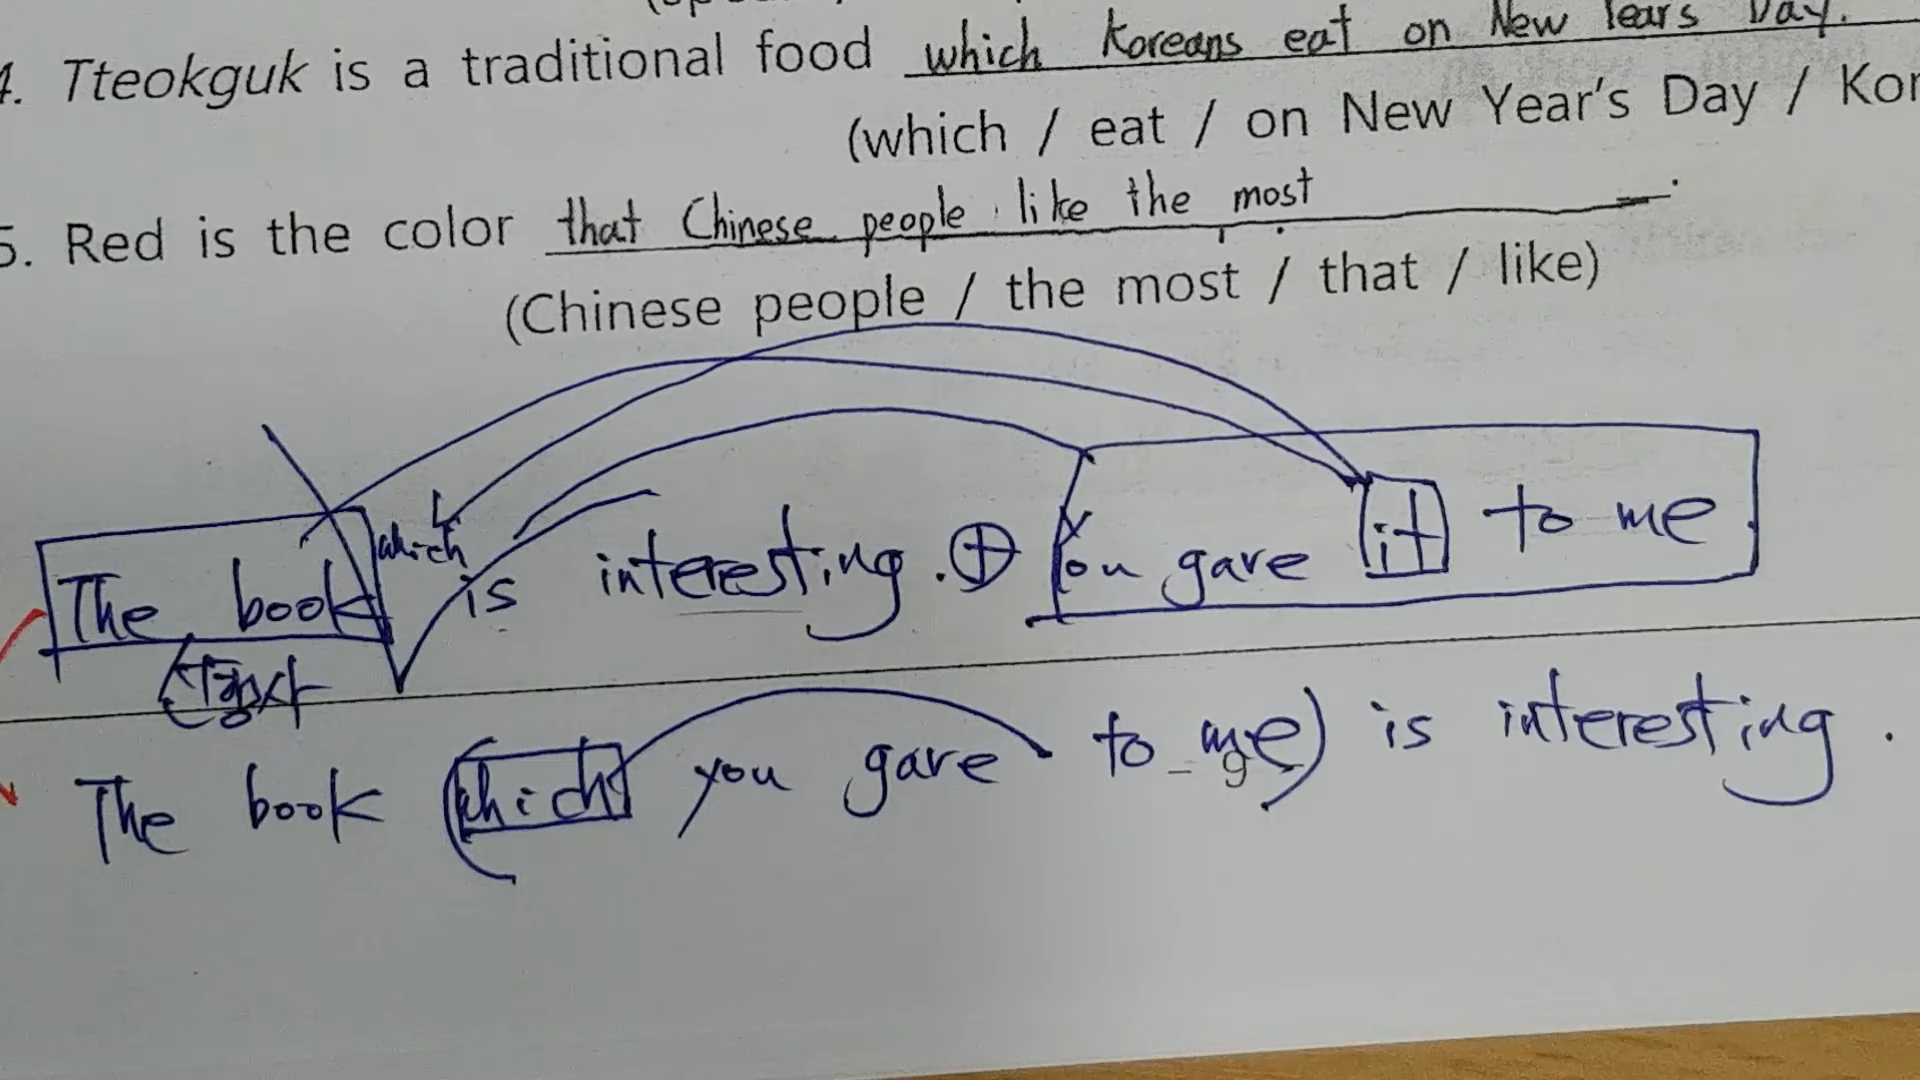 4. Tteokguk is a traditional food which Koreans eat on New Years Day.
(which / eat / on New Year's Day /
5. Red is the color that Chinese people like the most.
(Chinese people / the most / that / like)
The book which is interesting. ⊕ You gave it to me
The book (which you gave to me) is interesting.
9